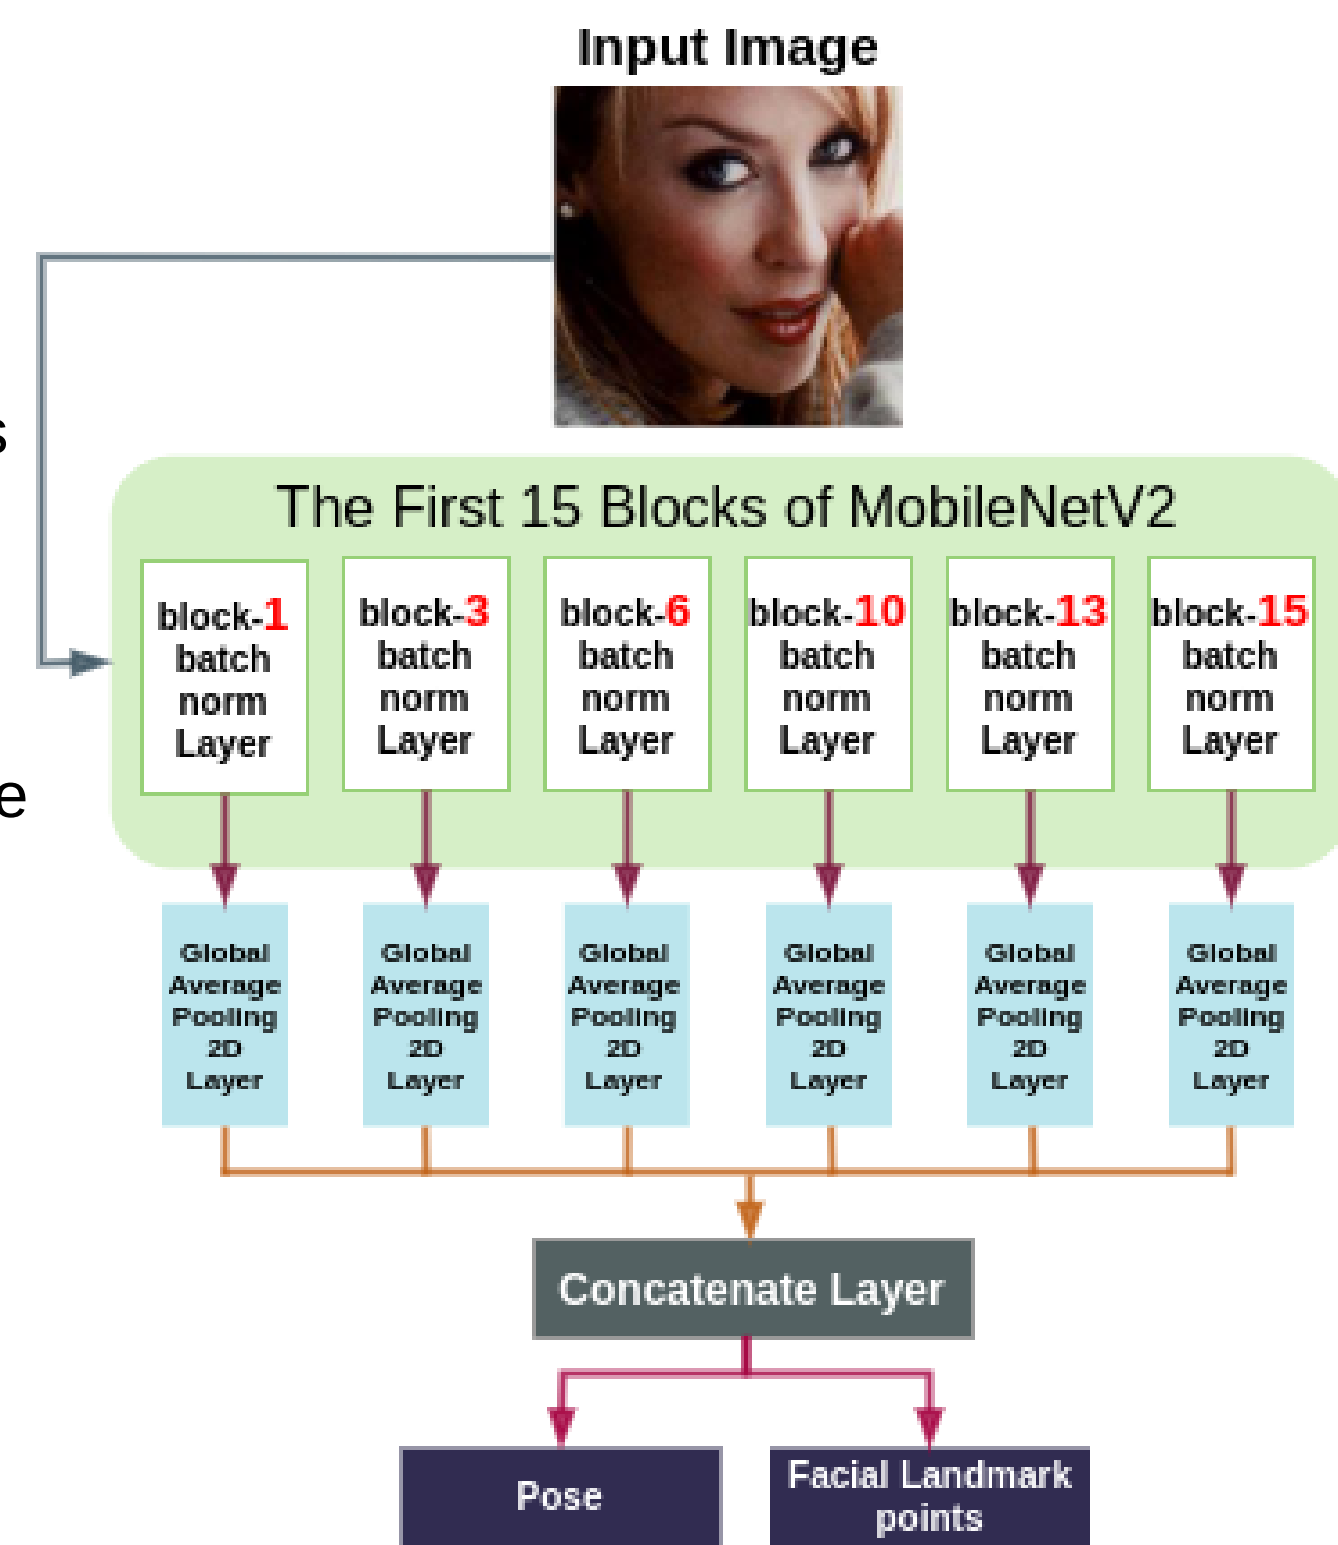 Input Image
s
The First 15 Blocks of MobileNetV2
block-1
batch
norm
Layer
block-3
batch
norm
Layer
block-6
batch
norm
Layer
block-10
batch
norm
Layer
block-13
batch
norm
Layer
block-15
batch
norm
Layer
e
Global
Average
Pooling
2D
Layer
Global
Average
Pooling
2D
Layer
Global
Average
Pooling
2D
Layer
Global
Average
Pooling
2D
Layer
Global
Average
Pooling
2D
Layer
Global
Average
Pooling
2D
Layer
Concatenate Layer
Pose
Facial Landmark
points